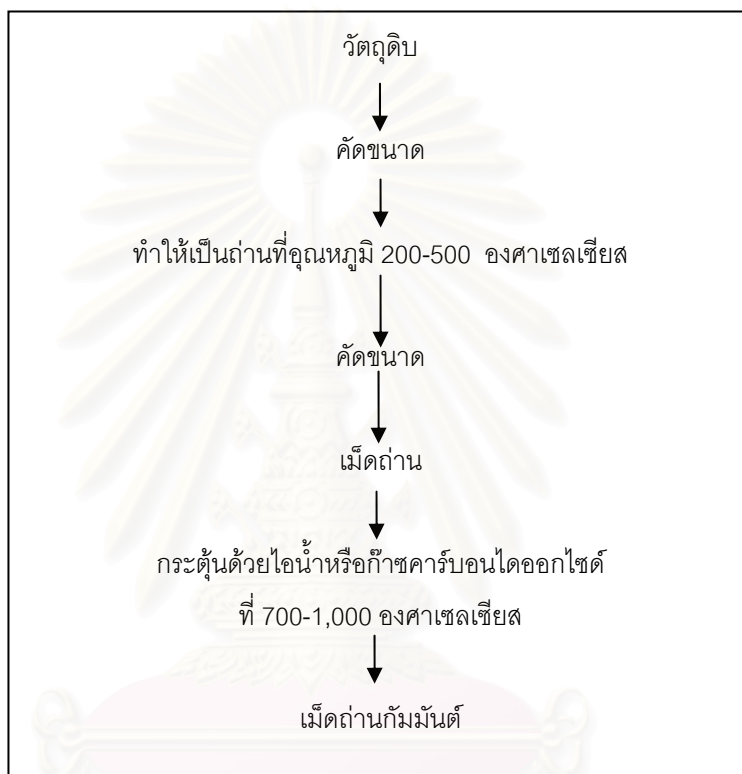 วัตถุดิบ
คัดขนาด
ทำให้เป็นถ่านที่อุณหภูมิ 200-500 องศาเซลเซียส
คัดขนาด
เม็ดถ่าน
กระตุ้นด้วยไอน้ำหรือก๊าซคาร์บอนไดออกไซด์
ที่ 700-1,000 องศาเซลเซียส
เม็ดถ่านกัมมันต์